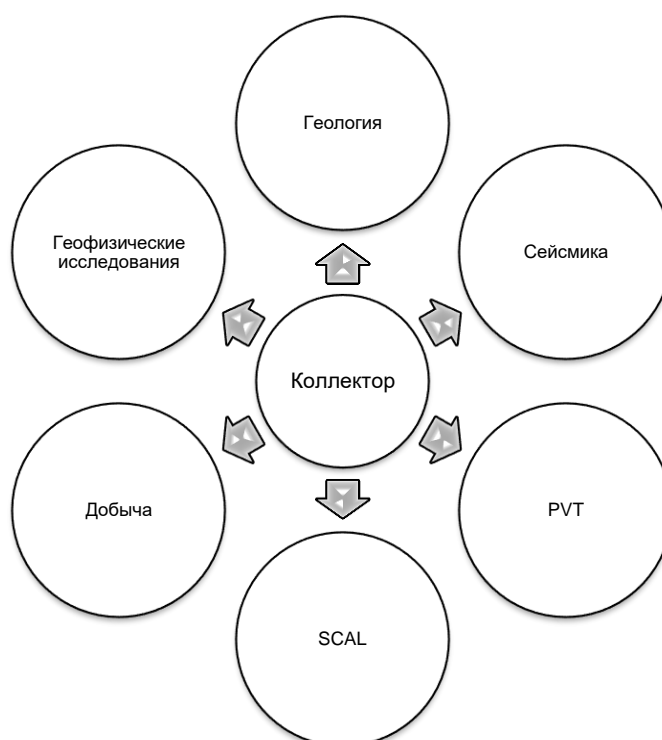 Геология
Геофизические
исследования
Сейсмика
Коллектор
Добыча
PVT
SCAL